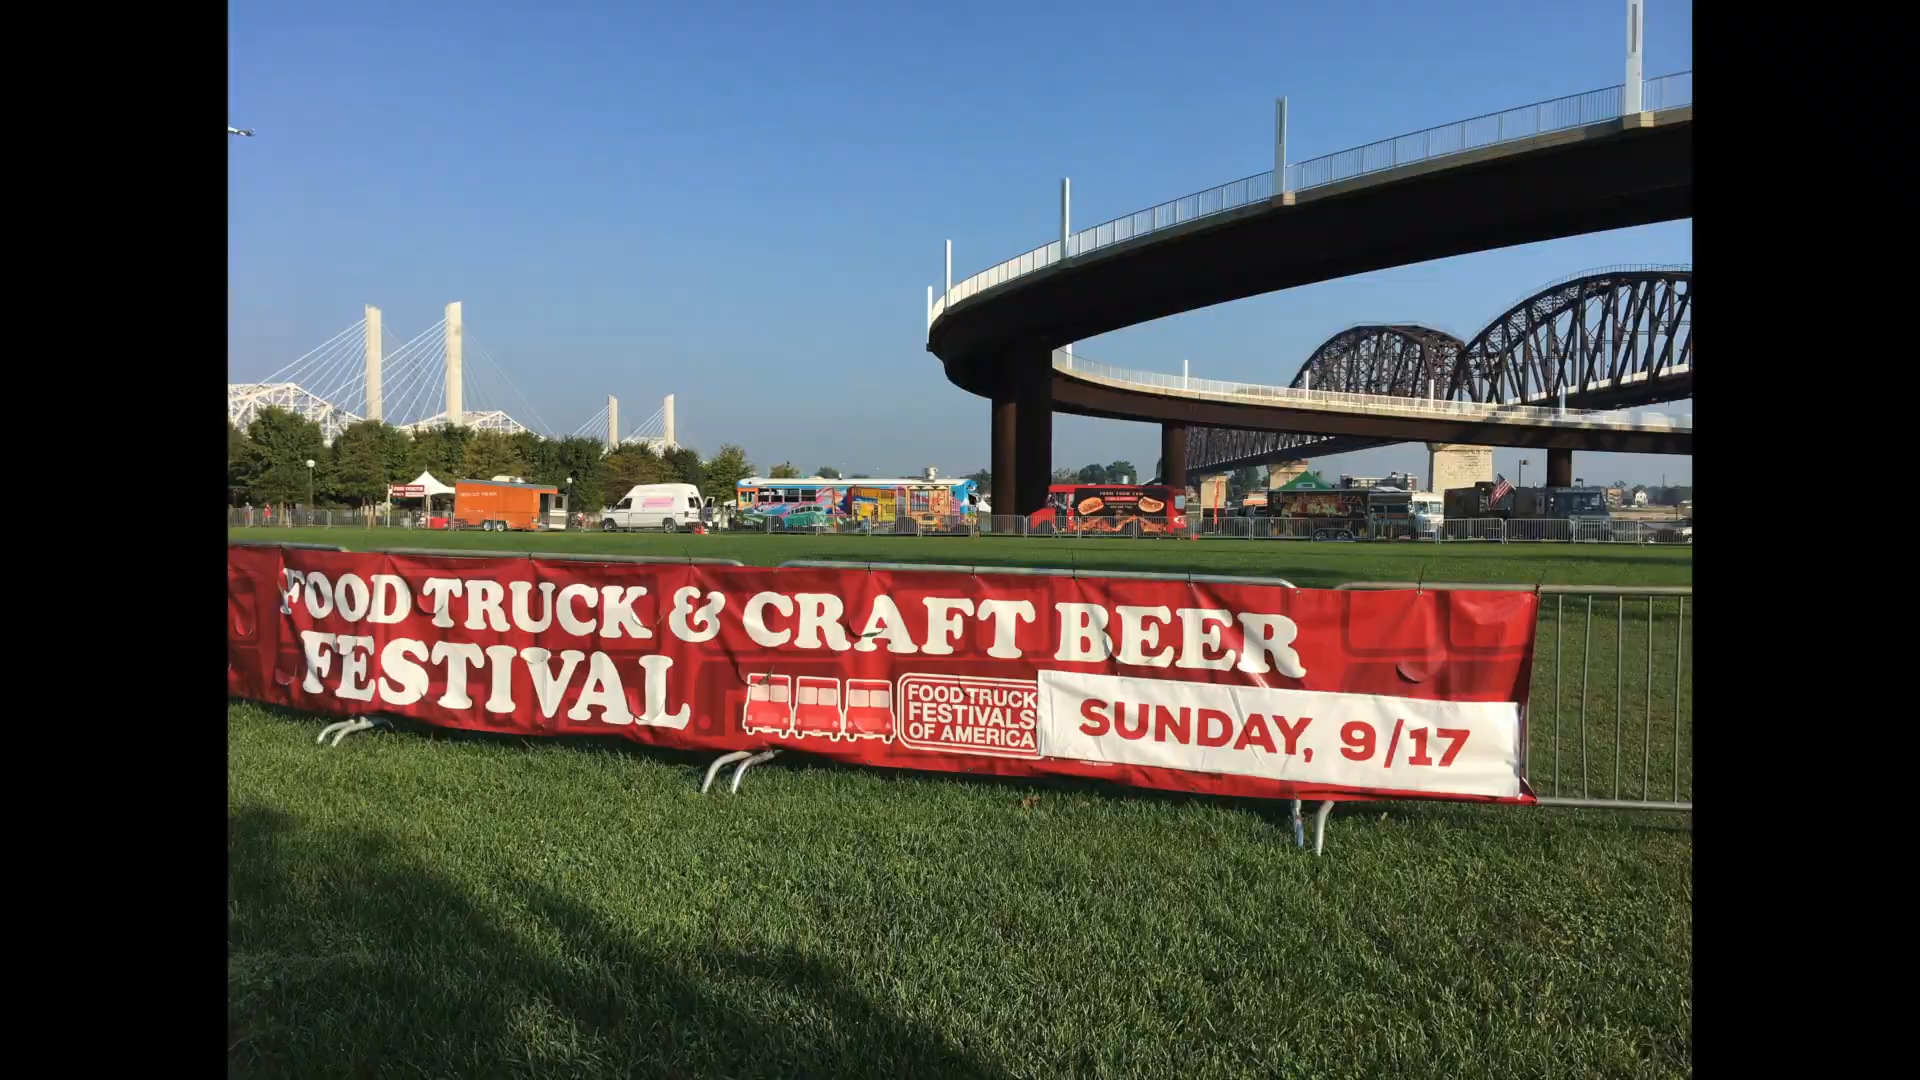 FOOD TRUCK & CRAFT BEER
FESTIVAL
FOOD TRUCK
FESTIVALS
OF AMERICA
SUNDAY, 9/17